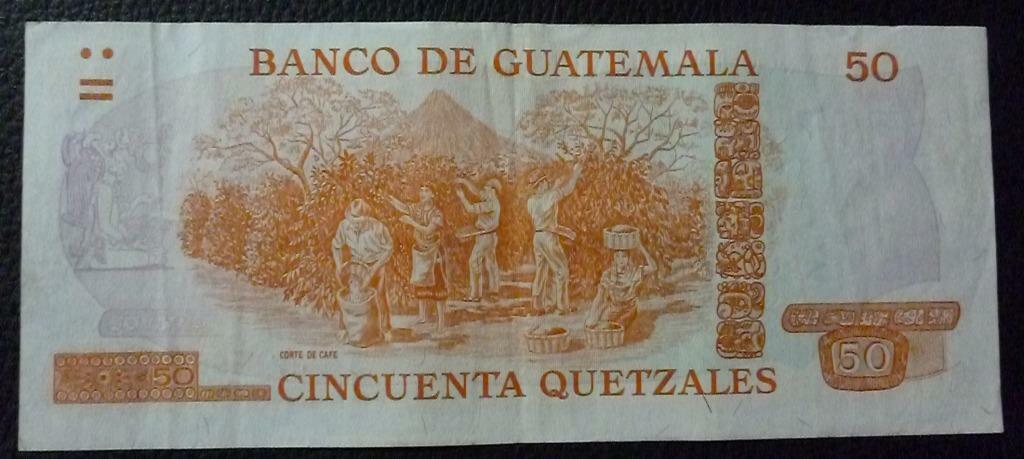 BANCO DE GUATEMALA
50
CORTE DE CAFE
50
50
CINCUENTA QUETZALES